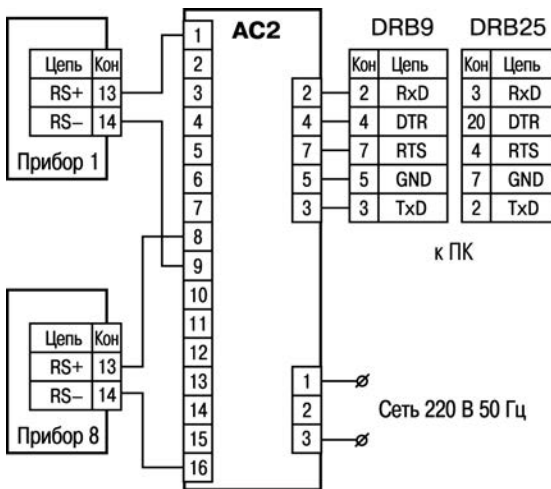 AC2
DRB9 DRB25
1
2
3
4
5
6
7
8
9
10
11
12
13
14
15
16
Цепь Кон
RS+ 13
RS– 14
Прибор 1
Цепь Кон
RS+ 13
RS– 14
Прибор 8
2
4
7
5
3
Кон Цепь
2 RxD
4 DTR
7 RTS
5 GND
3 TxD
Кон Цепь
3 RxD
20 DTR
4 RTS
7 GND
2 TxD
к ПК
1
2
3
Сеть 220 В 50 Гц